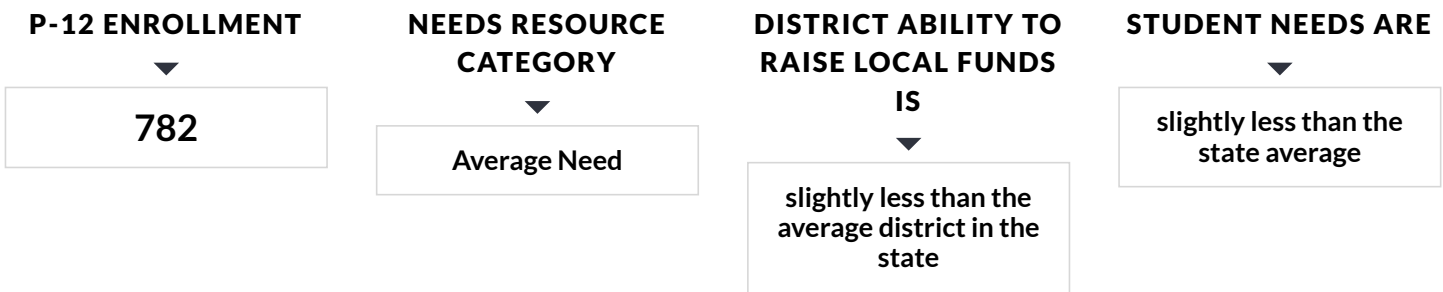 P-12 ENROLLMENT
782
NEEDS RESOURCE
CATEGORY
Average Need
DISTRICT ABILITY TO
RAISE LOCAL FUNDS
IS
slightly less than the
average district in the
state
STUDENT NEEDS ARE
slightly less than the
state average